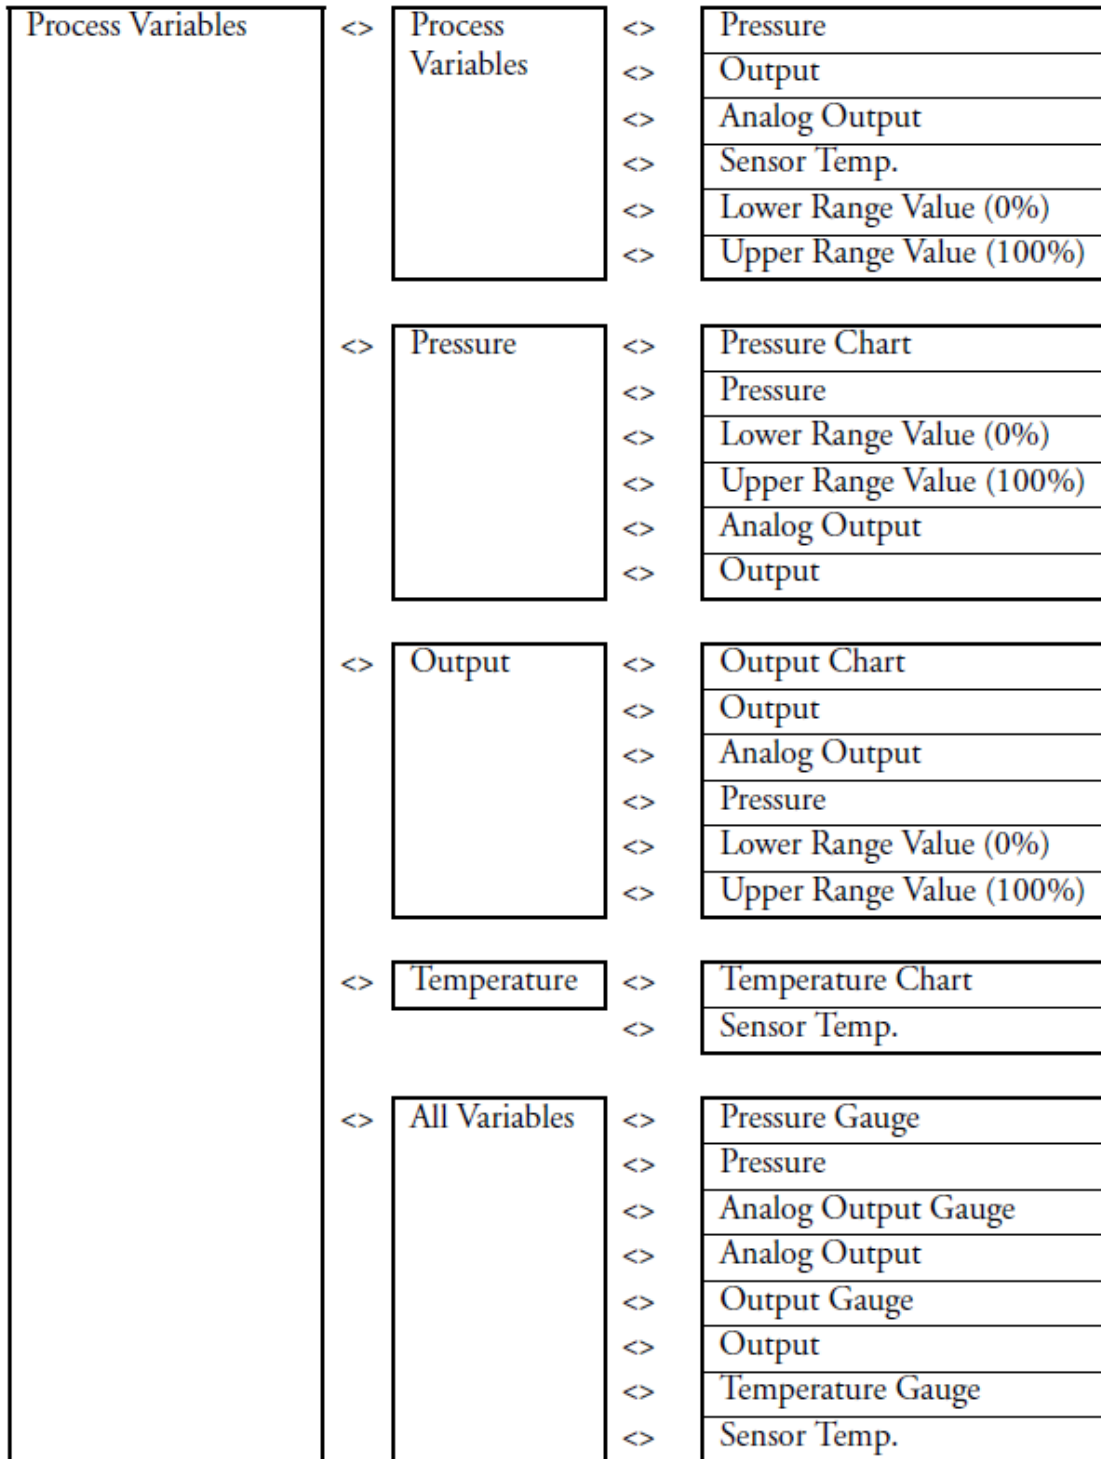 Process Variables <> Process <> Pressure
Variables <> Output
<> Analog Output
<> Sensor Temp.
<> Lower Range Value (0%)
<> Upper Range Value (100%)
<> Pressure <> Pressure Chart
<> Pressure
<> Lower Range Value (0%)
<> Upper Range Value (100%)
<> Analog Output
<> Output
<> Output <> Output Chart
<> Output
<> Analog Output
<> Pressure
<> Lower Range Value (0%)
<> Upper Range Value (100%)
<> Temperature <> Temperature Chart
<> Sensor Temp.
<> All Variables <> Pressure Gauge
<> Pressure
<> Analog Output Gauge
<> Analog Output
<> Output Gauge
<> Output
<> Temperature Gauge
<> Sensor Temp.